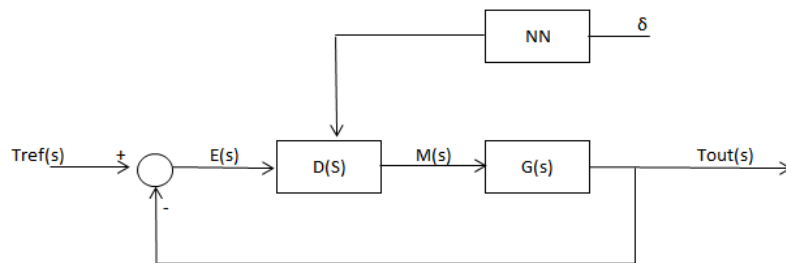 NN
δ
Tref(s)
+
E(s)
D(S)
M(s)
G(s)
Tout(s)
-